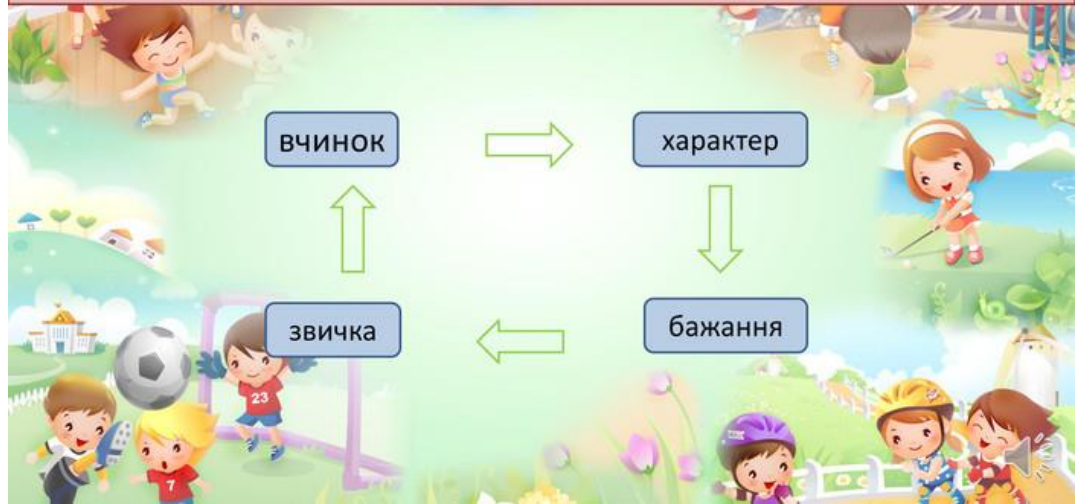 вчинок
характер
звичка
бажання
23
7